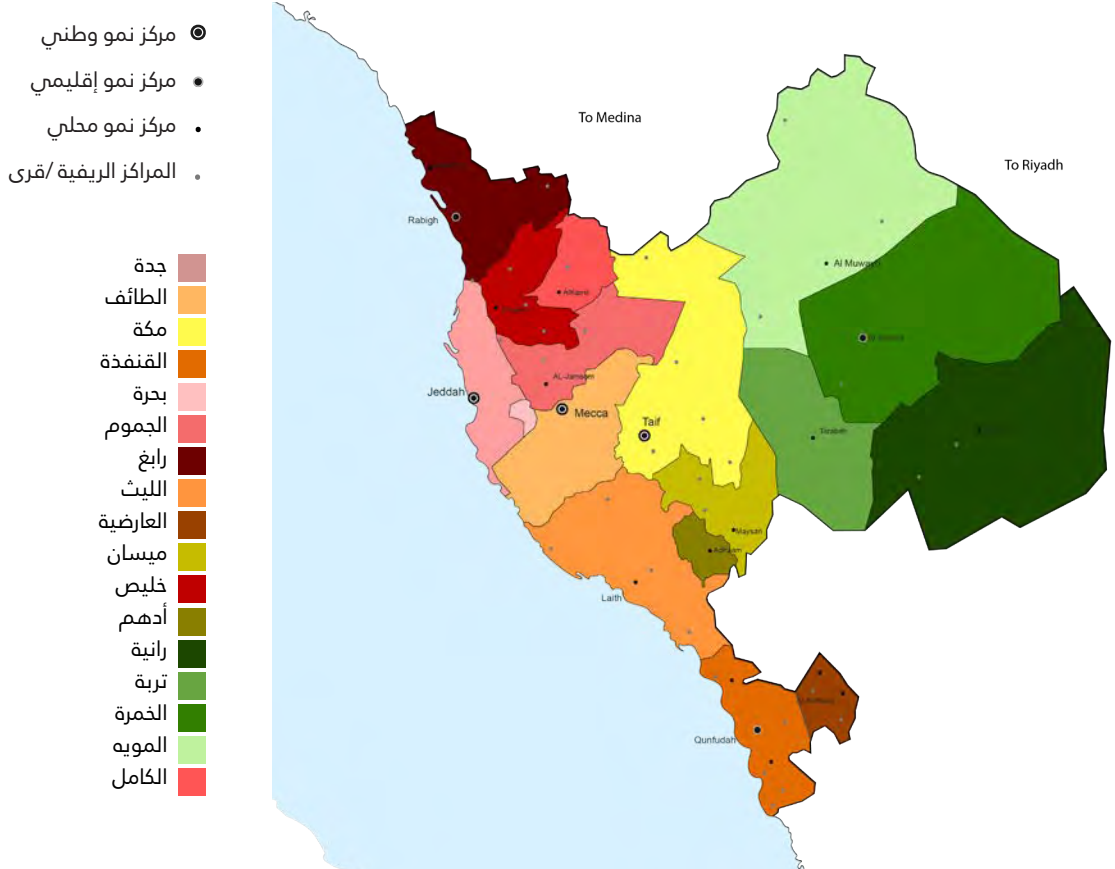 مركز نمو وطني
مركز نمو إقليمي
مركز نمو محلي
المراكز الريفية /قرى
جدة
الطائف
مكة
القنفذة
بحرة
الجموم
رابغ
الليث
العارضية
ميسان
خليص
أدهم
رانية
تربة
الخمرة
المويه
الكامل
To Medina
To Riyadh
Rabigh
Al Muwayh
AlKamil
AL-Jamoom
Jeddah
Mecca
Taif
Turabah
Maysan
Adham
Laith
Qunfudah